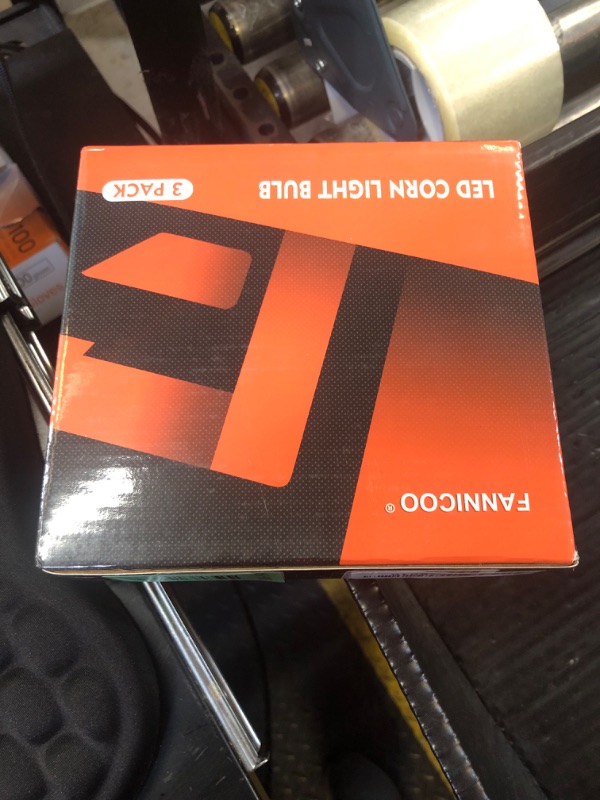 FANNICOO®
LED CORN LIGHT BULB
3 PACK